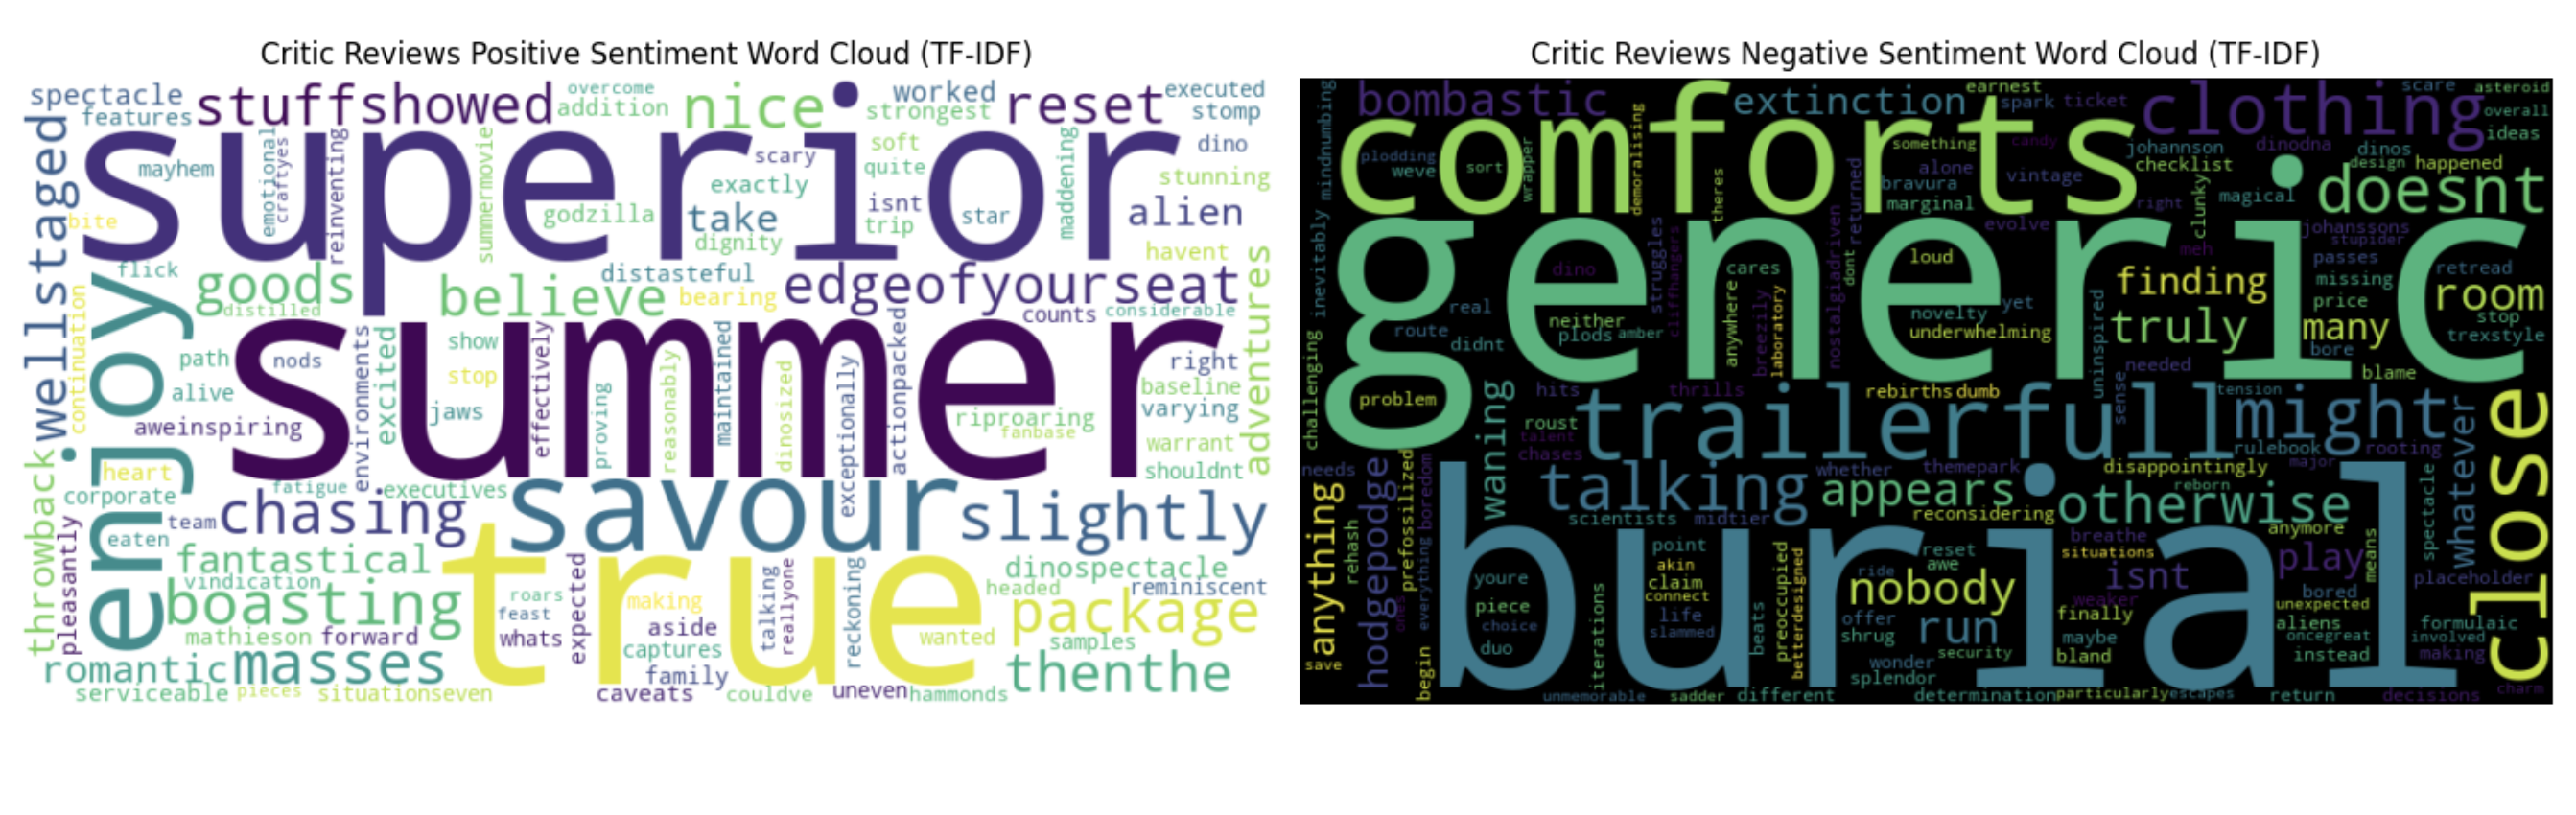 Critic Reviews Positive Sentiment Word Cloud (TF-IDF)
spectacle
features
stuff
showed
overcome
addition
nice
worked
strongest
reset
executed
stomp
superior
mayhem
emotional
craftyes
reinventing
summermovie
scary
exactly
godzilla
take
dignity
soft
quite
isnt
trip
star
maddening
dino
stunning
alien
havent
wellstaged
bite
flick
enjoy
goods
distilled
believe
distasteful
bearing
edgeofyourseat
counts
considerable
adventures
summer
continuation
path
nods
alive
aweinspiring
environments
excited
show
stop
jaws
effectively
proving
reasonably
maintained
dinosized
exceptionally
actionpacked
riproaring
fanbase
right
baseline
varying
warrant
shouldnt
throwback
heart
corporate
fatigue
executives
team
chasing
savour
slightly
pleasantly
eaten
fantastical
vindication
boasting
true
roars
feast
whats
expected
making
aside
captures
family
caveats
talking
reallyone
reckoning
couldve
uneven
wanted
headed
dinospectacle
reminiscent
package
samples
hammonds
thenthe
mathieson
forward
romantic
masses
serviceable
pieces
situationseven
Critic Reviews Negative Sentiment Word Cloud (TF-IDF)
mindnumbing
bombastic
demoralising
comforts
extinction
earnest
spark
ticket
clothing
scare
asteroid
overall
ideas
plodding
weve
sort
wrapper
something
candy
johannson
checklist
dinodna
dinos
design
happened
alone
bravura
marginal
vintage
magical
doesnt
inevitably
generic
theres
returned
dont
evolve
right
clunky
johanssons
stupider
meh
passes
missing
price
retread
room
stop
trexstyle
dino
struggles
cliffhangers
cares
loud
finding
real
neither
plods
amber
route
didnt
anywhere
laboratory
breezily
nostalgiadriven
novelty
yet
underwhelming
uninspired
truly
many
bore
blame
needed
challenging
problem
waning
hits
thrills
rebirths
dumb
tension
sense
trailerfull
might
roust
talent
chases
rulebook
rooting
whatever
close
needs
hodgepodge
prefossilized
talking
whether
themepark
disappointingly
major
appears
reborn
otherwise
scientists
midtier
reconsidering
anymore
spectacle
anything
rehash
ones
boredom
everything
burial
point
akin
claim
connect
life
slammed
youre
piece
choice
duo
iterations
beats
preoccupied
betterdesigned
reset
awe
ride
nobody
offer
shrug
run
wonder
splendor
security
breathe
situations
isnt
weaker
finally
maybe
bland
play
means
placeholder
bored
unexpected
aliens
formulaic
oncegreat
involved
instead
making
save
begin
unmemorable
sadder
different
determination
particularly
escapes
return
decisions
charm